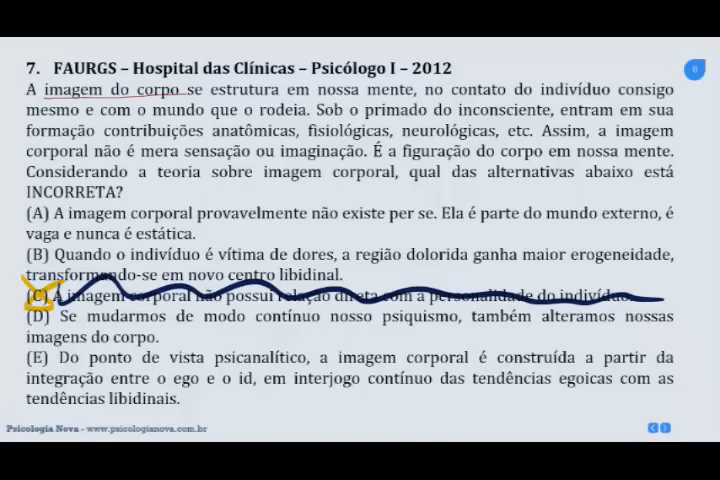 7. FAURGS – Hospital das Clínicas – Psicólogo I – 2012
B
A imagem do corpo se estrutura em nossa mente, no contato do indivíduo consigo
mesmo e com o mundo que o rodeia. Sob o primado do inconsciente, entram em sua
formação contribuições anatômicas, fisiológicas, neurológicas, etc. Assim, a imagem
corporal não é mera sensação ou imaginação. É a figuração do corpo em nossa mente.
Considerando a teoria sobre imagem corporal, qual das alternativas abaixo está
INCORRETA?
(A) A imagem corporal provavelmente não existe per se. Ela é parte do mundo externo, é
vaga e nunca é estática.
(B) Quando o indivíduo é vítima de dores, a região dolorida ganha maior erogeneidade,
transformando-se em novo centro libidinal.
(C) A imagem corporal não possui relação direta com a personalidade do indivíduo.
(D) Se mudarmos de modo contínuo nosso psiquismo, também alteramos nossas
imagens do corpo.
(E) Do ponto de vista psicanalítico, a imagem corporal é construída a partir da
integração entre o ego e o id, em interjogo contínuo das tendências egoicas com as
tendências libidinais.
Psicologia Nova - www.psicologianova.com.br